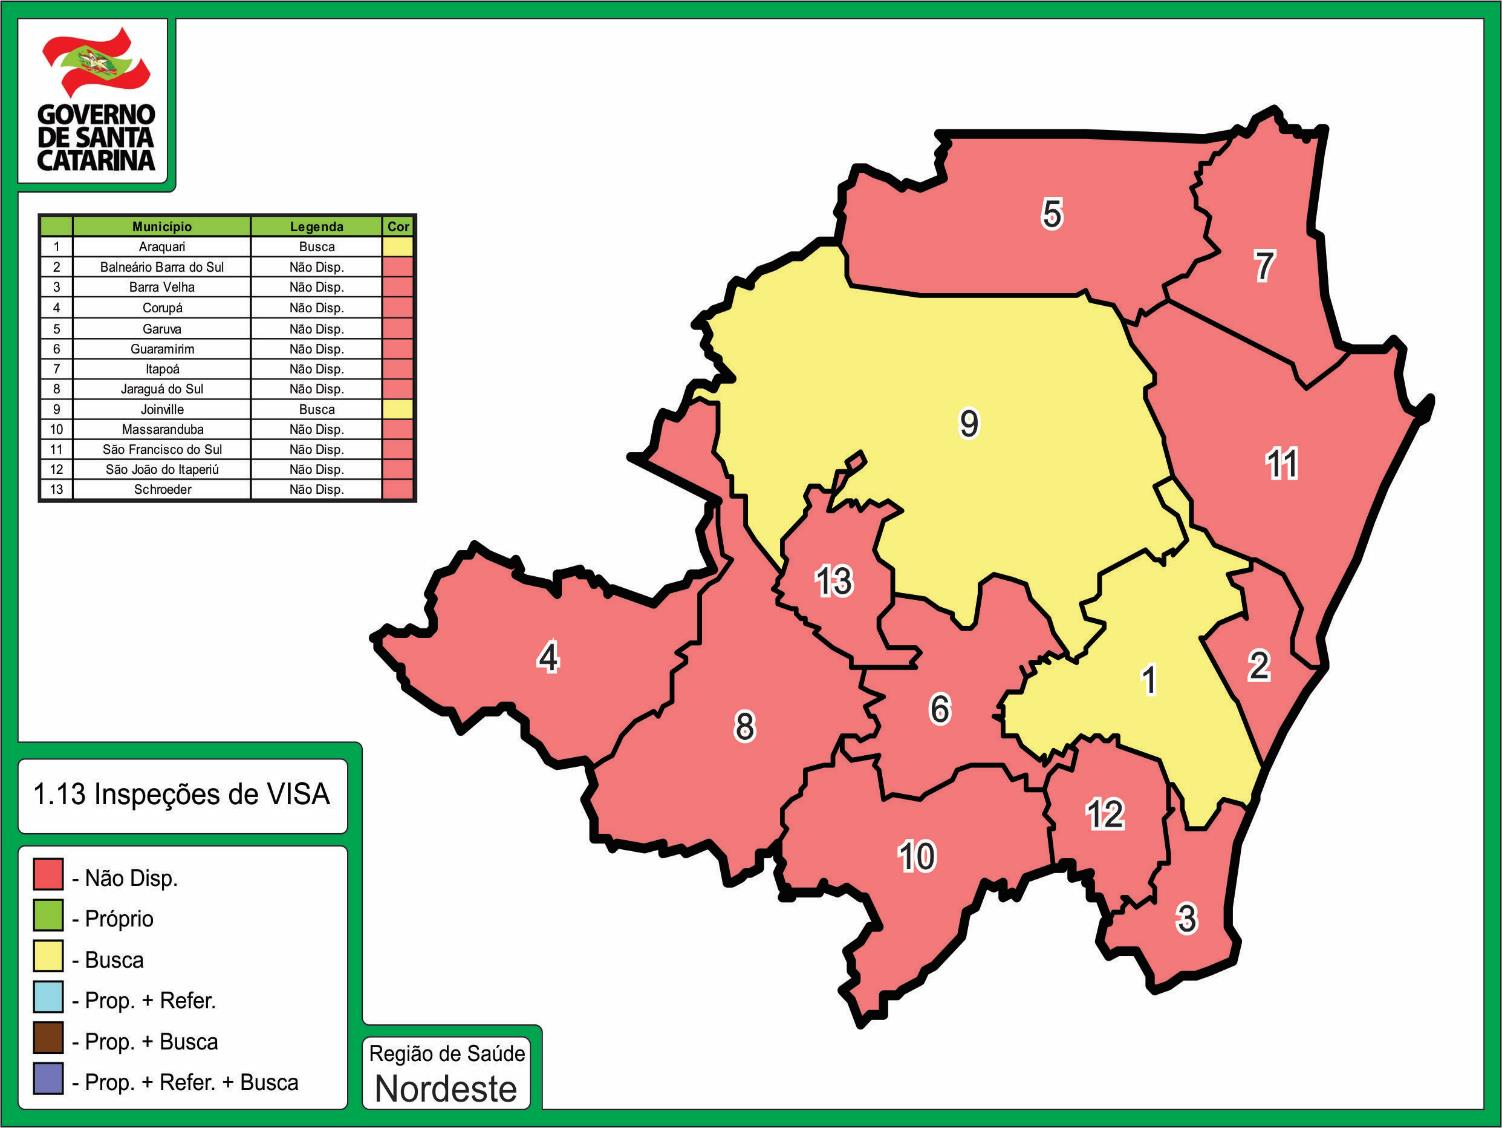 GOVERNO
DE SANTA
CATARINA
Município Legenda Cor
1 Araquari Busca
2 Balneário Barra do Sul Não Disp.
3 Barra Velha Não Disp.
4 Corupá Não Disp.
5 Garuva Não Disp.
6 Guaramirim Não Disp.
7 Itapoá Não Disp.
8 Jaraguá do Sul Não Disp.
9 Joinville Busca
10 Massaranduba Não Disp.
11 São Francisco do Sul Não Disp.
12 São João do Itaperiú Não Disp.
13 Schroeder Não Disp.
5
7
9
11
13
4
2
1
6
8
12
10
3
1.13 Inspeções de VISA
- Não Disp.
- Próprio
- Busca
- Prop. + Refer.
- Prop. + Busca
- Prop. + Refer. + Busca
Região de Saúde
Nordeste